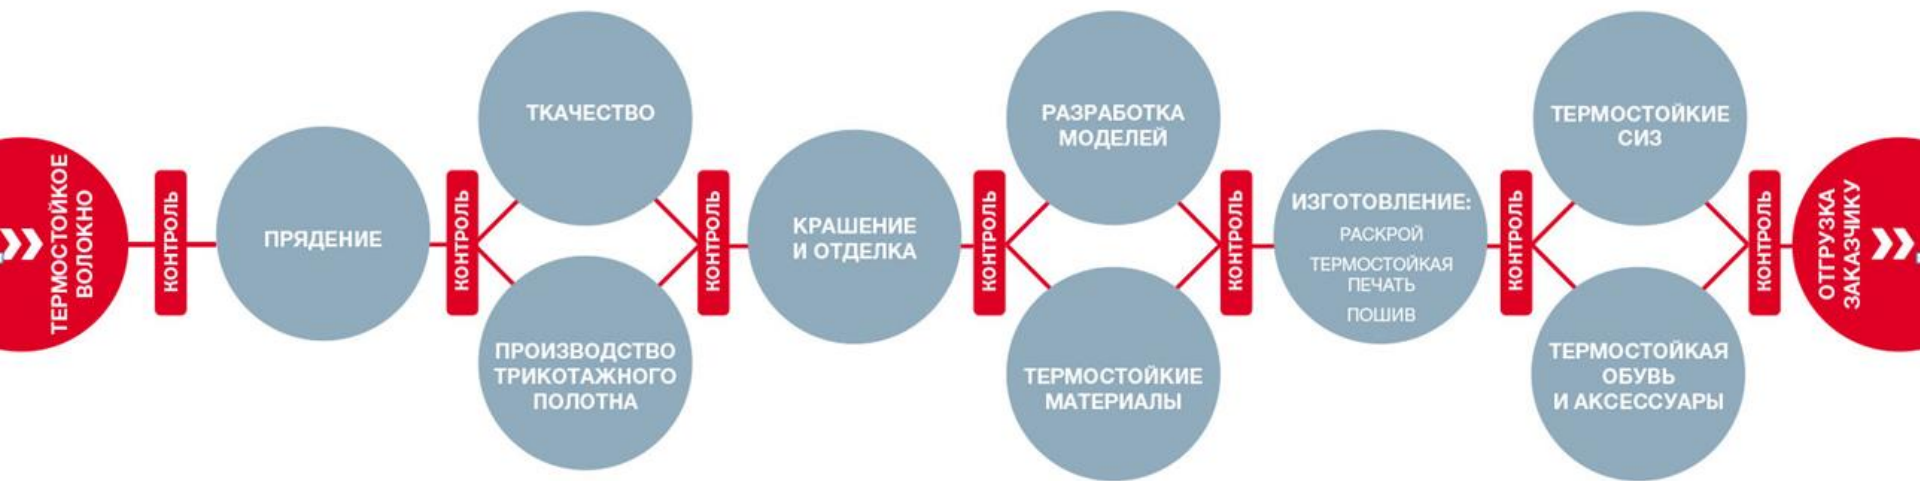 ТЕРМОСТОЙКОЕ
ВОЛОКНО
КОНТРОЛЬ
ПРЯДЕНИЕ
КОНТРОЛЬ
ТКАЧЕСТВО
ПРОИЗВОДСТВО
ТРИКОТАЖНОГО
ПОЛОТНА
КОНТРОЛЬ
КРАШЕНИЕ
И ОТДЕЛКА
КОНТРОЛЬ
РАЗРАБОТКА
МОДЕЛЕЙ
ТЕРМОСТОЙКИЕ
МАТЕРИАЛЫ
КОНТРОЛЬ
ИЗГОТОВЛЕНИЕ:
РАСКРОЙ
ТЕРМОСТОЙКАЯ
ПЕЧАТЬ
ПОШИВ
КОНТРОЛЬ
ТЕРМОСТОЙКИЕ
СИЗ
ТЕРМОСТОЙКАЯ
ОБУВЬ
И АКСЕССУАРЫ
КОНТРОЛЬ
ОТГРУЗКА
ЗАКАЗЧИКУ